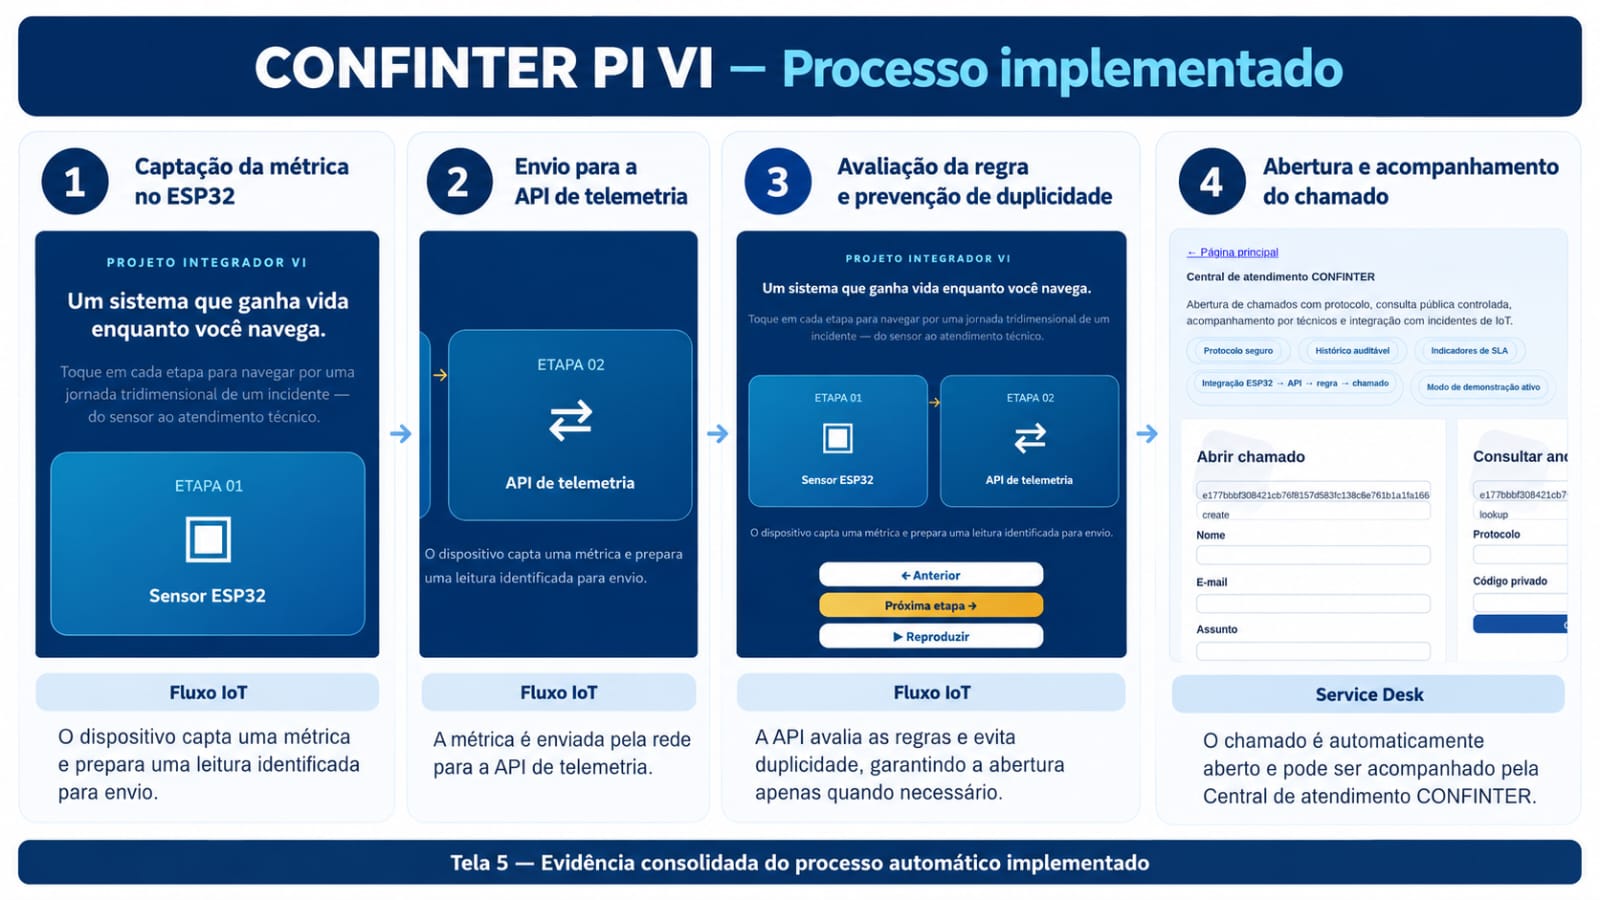 CONFINTER PI VI — Processo implementado
1
Captação da métrica
no ESP32
PROJETO INTEGRADOR VI
Um sistema que ganha vida
enquanto você navega.
Toque em cada etapa para navegar por uma
jornada tridimensional de um incidente —
do sensor ao atendimento técnico.
ETAPA 01
Sensor ESP32
Fluxo IoT
O dispositivo capta uma métrica
e prepara uma leitura identificada
para envio.
→
2
Envio para a
API de telemetria
→
ETAPA 02
⇄
API de telemetria
O dispositivo capta uma métrica e prepara
uma leitura identificada para envio.
Fluxo IoT
A métrica é enviada pela rede
para a API de telemetria.
→
3
Avaliação da regra
e prevenção de duplicidade
PROJETO INTEGRADOR VI
Um sistema que ganha vida enquanto você navega.
Toque em cada etapa para navegar por uma jornada tridimensional de um
incidente — do sensor ao atendimento técnico.
ETAPA 01
Sensor ESP32
→
ETAPA 02
⇄
API de telemetria
O dispositivo capta uma métrica e prepara uma leitura identificada para envio.
← Anterior
Próxima etapa →
▶ Reproduzir
Fluxo IoT
A API avalia as regras e evita
duplicidade, garantindo a abertura
apenas quando necessário.
→
4
Abertura e acompanhamento
do chamado
← Página principal
Central de atendimento CONFINTER
Abertura de chamados com protocolo, consulta pública controlada,
acompanhamento por técnicos e integração com incidentes de IoT.
Protocolo seguro
Histórico auditável
Indicadores de SLA
Integração ESP32 → API → regra → chamado
Modo de demonstração ativo
Abrir chamado
e177bbbf308421cb76f8157d583fc138c6e761b1a1fa166
create
Nome
E-mail
Assunto
Consultar
e177bbbf308421cb7
lookup
Protocolo
Código privado
Service Desk
O chamado é automaticamente
aberto e pode ser acompanhado pela
Central de atendimento CONFINTER.
Tela 5 — Evidência consolidada do processo automático implementado